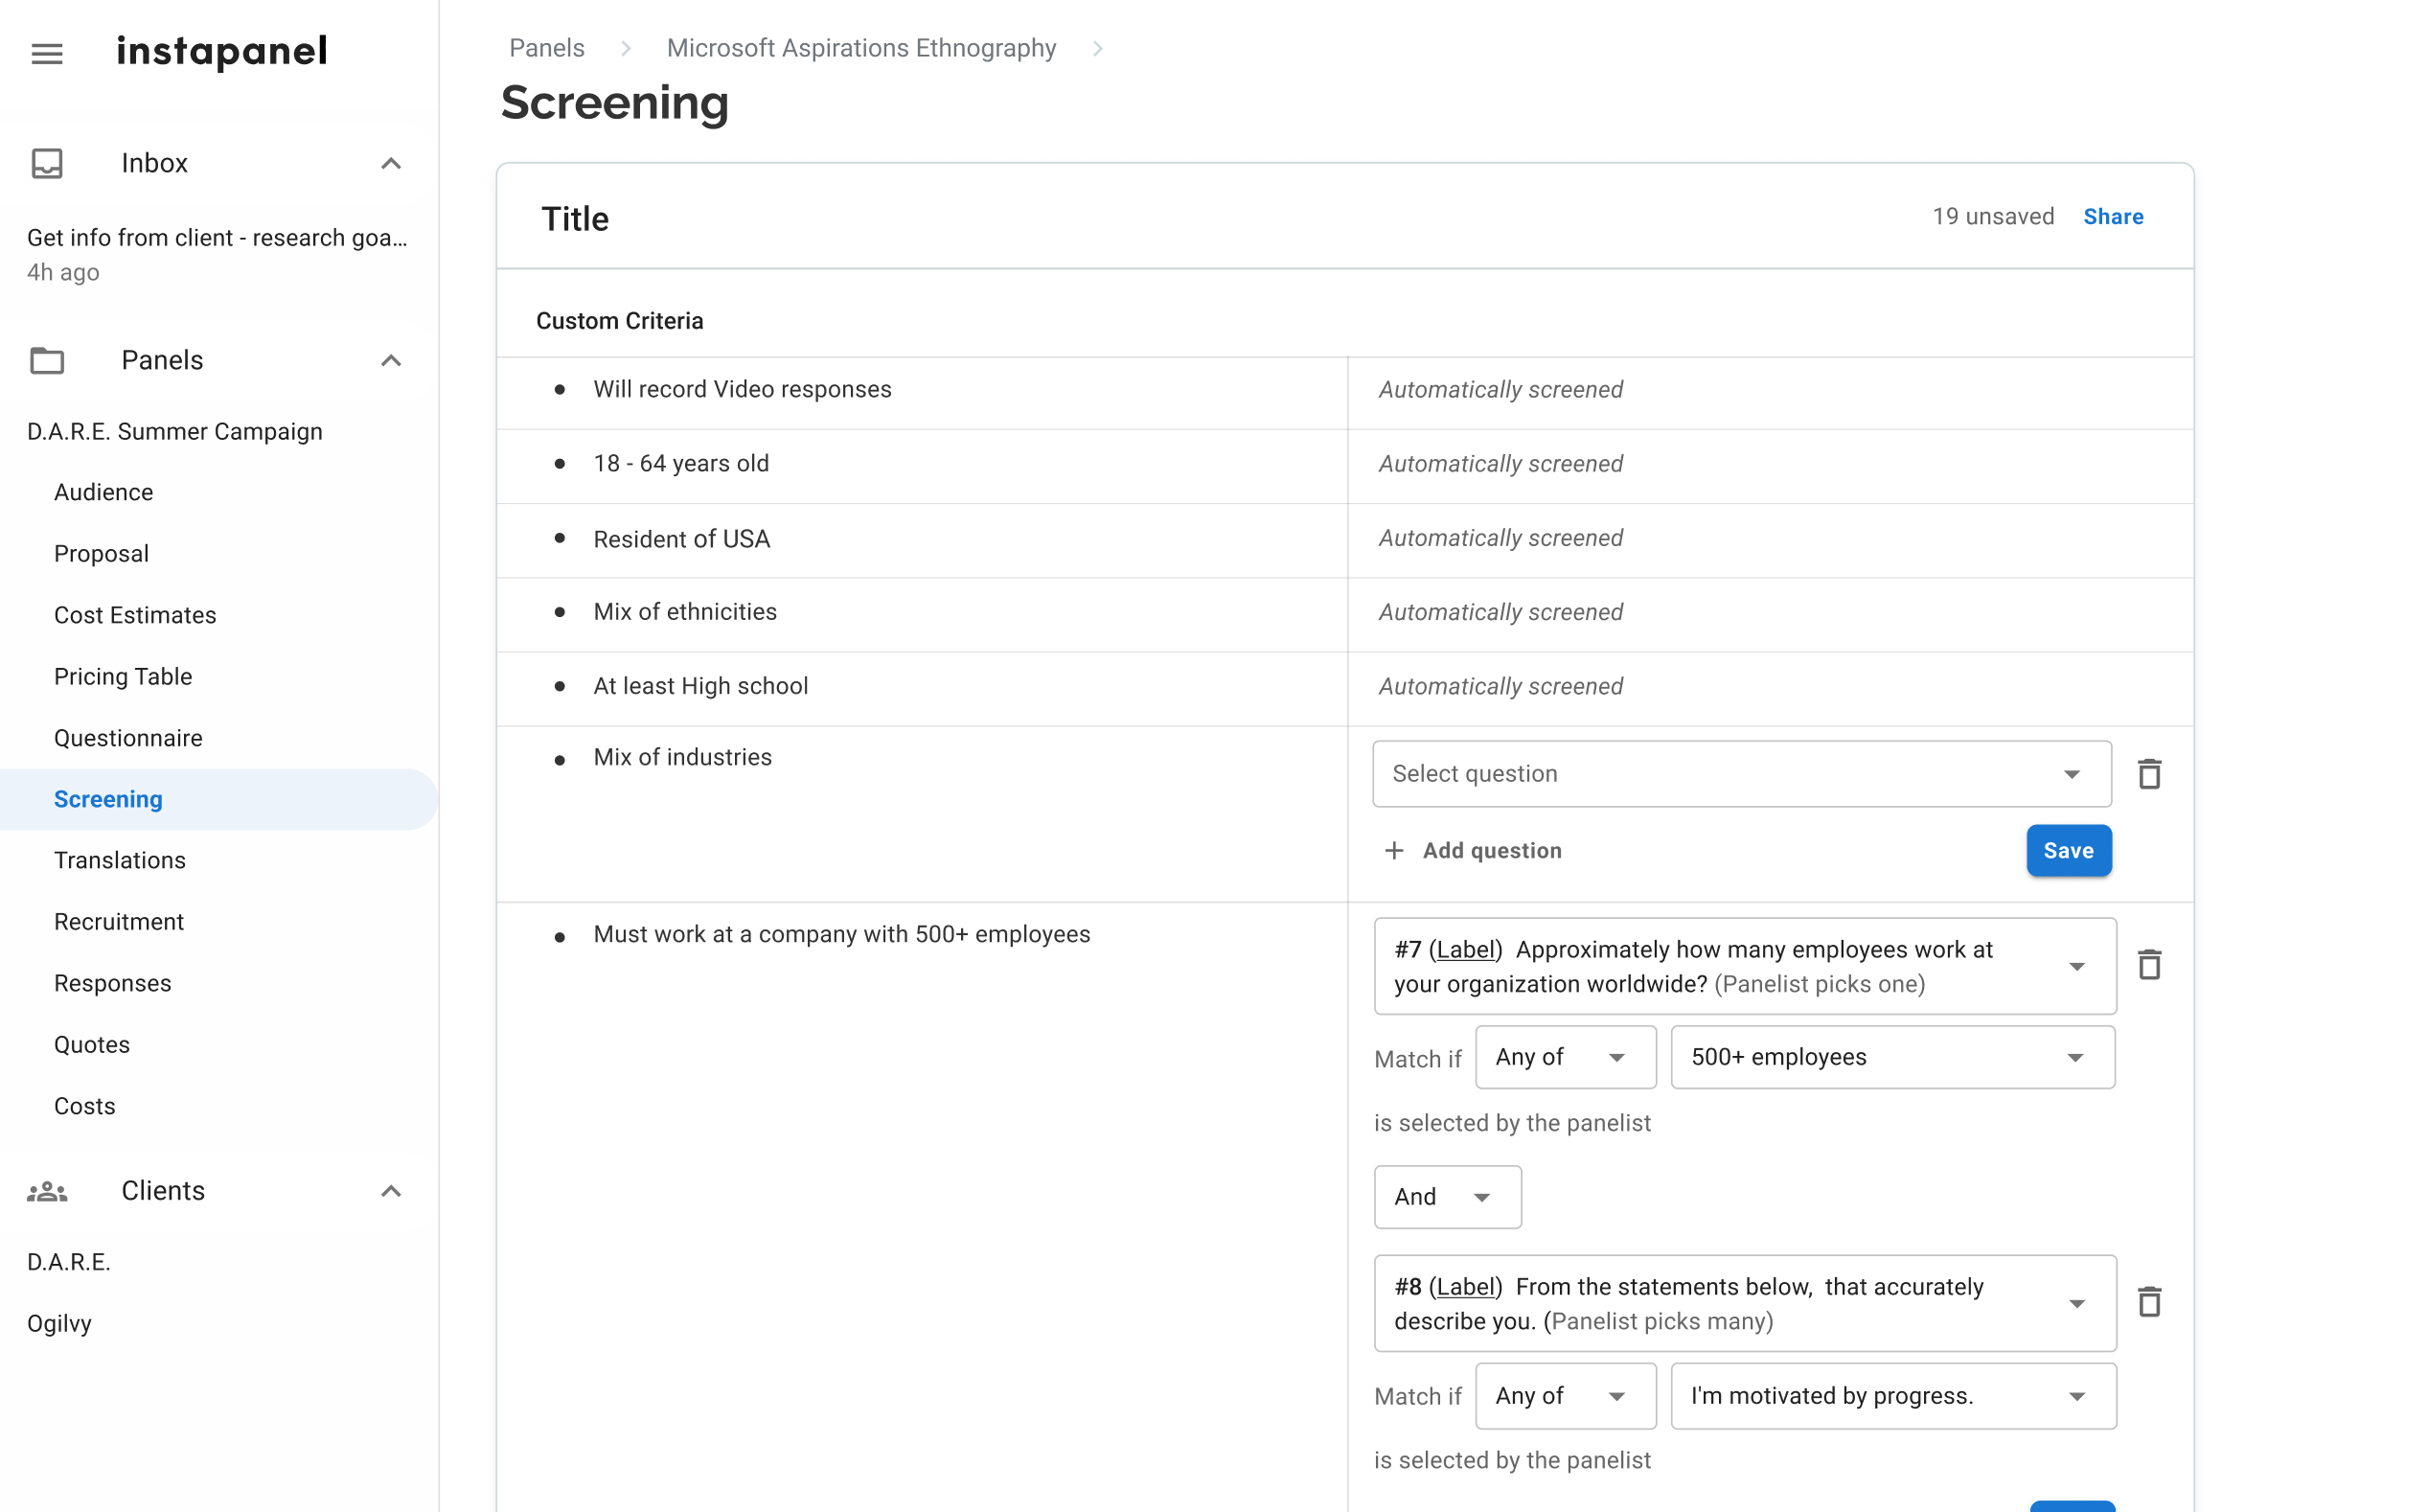 instapanel
Inbox
Get info from client - research goa...
4h ago
Panels
D.A.R.E. Summer Campaign
Audience
Proposal
Cost Estimates
Pricing Table
Questionnaire
Screening
Translations
Recruitment
Responses
Quotes
Costs
Clients
D.A.R.E.
Ogilvy
Panels > Microsoft Aspirations Ethnography >
Screening
Title 19 unsaved Share
Custom Criteria
• Will record Video responses Automatically screened
• 18 - 64 years old Automatically screened
• Resident of USA Automatically screened
• Mix of ethnicities Automatically screened
• At least High school Automatically screened
• Mix of industries
Select question
+ Add question Save
• Must work at a company with 500+ employees
#7 (Label) Approximately how many employees work at
your organization worldwide? (Panelist picks one)
Match if Any of 500+ employees
is selected by the panelist
And
#8 (Label) From the statements below, that accurately
describe you. (Panelist picks many)
Match if Any of I'm motivated by progress.
is selected by the panelist